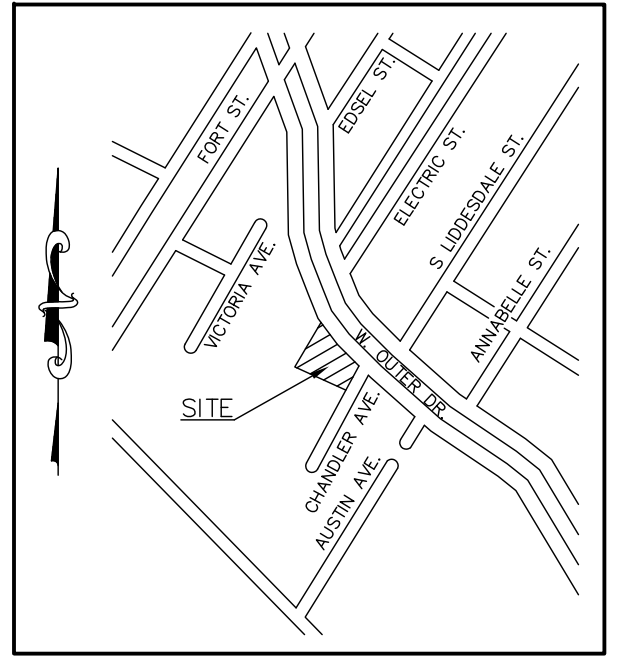 FORT ST.
EDSEL ST.
ELECTRIC ST.
S LIDDESDALE ST.
ANNABELLE ST.
VICTORIA AVE.
W. OUTER DR.
SITE
CHANDLER AVE.
AUSTIN AVE.